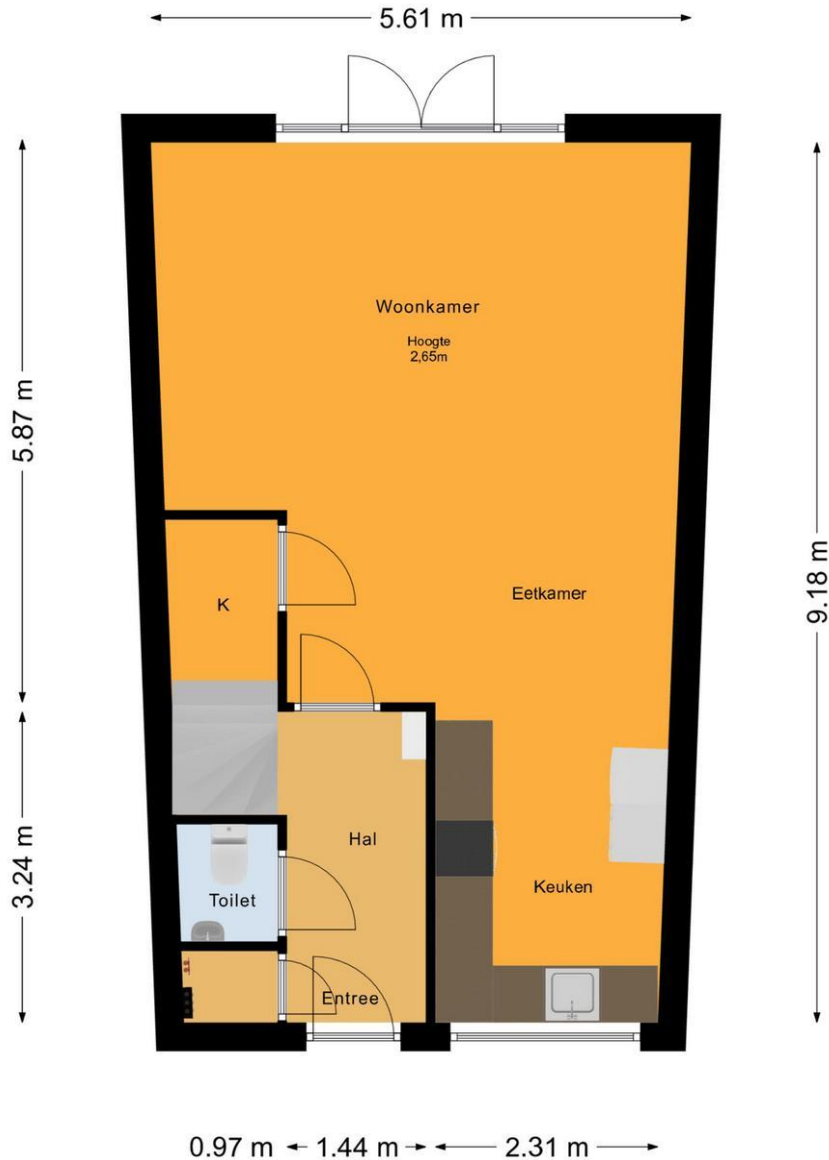 5.61 m
Woonkamer
Hoogte
2,65m
5.87 m
Eetkamer
9.18 m
K
Hal
3.24 m
Keuken
Toilet
Entree
0.97 m
1.44 m
2.31 m